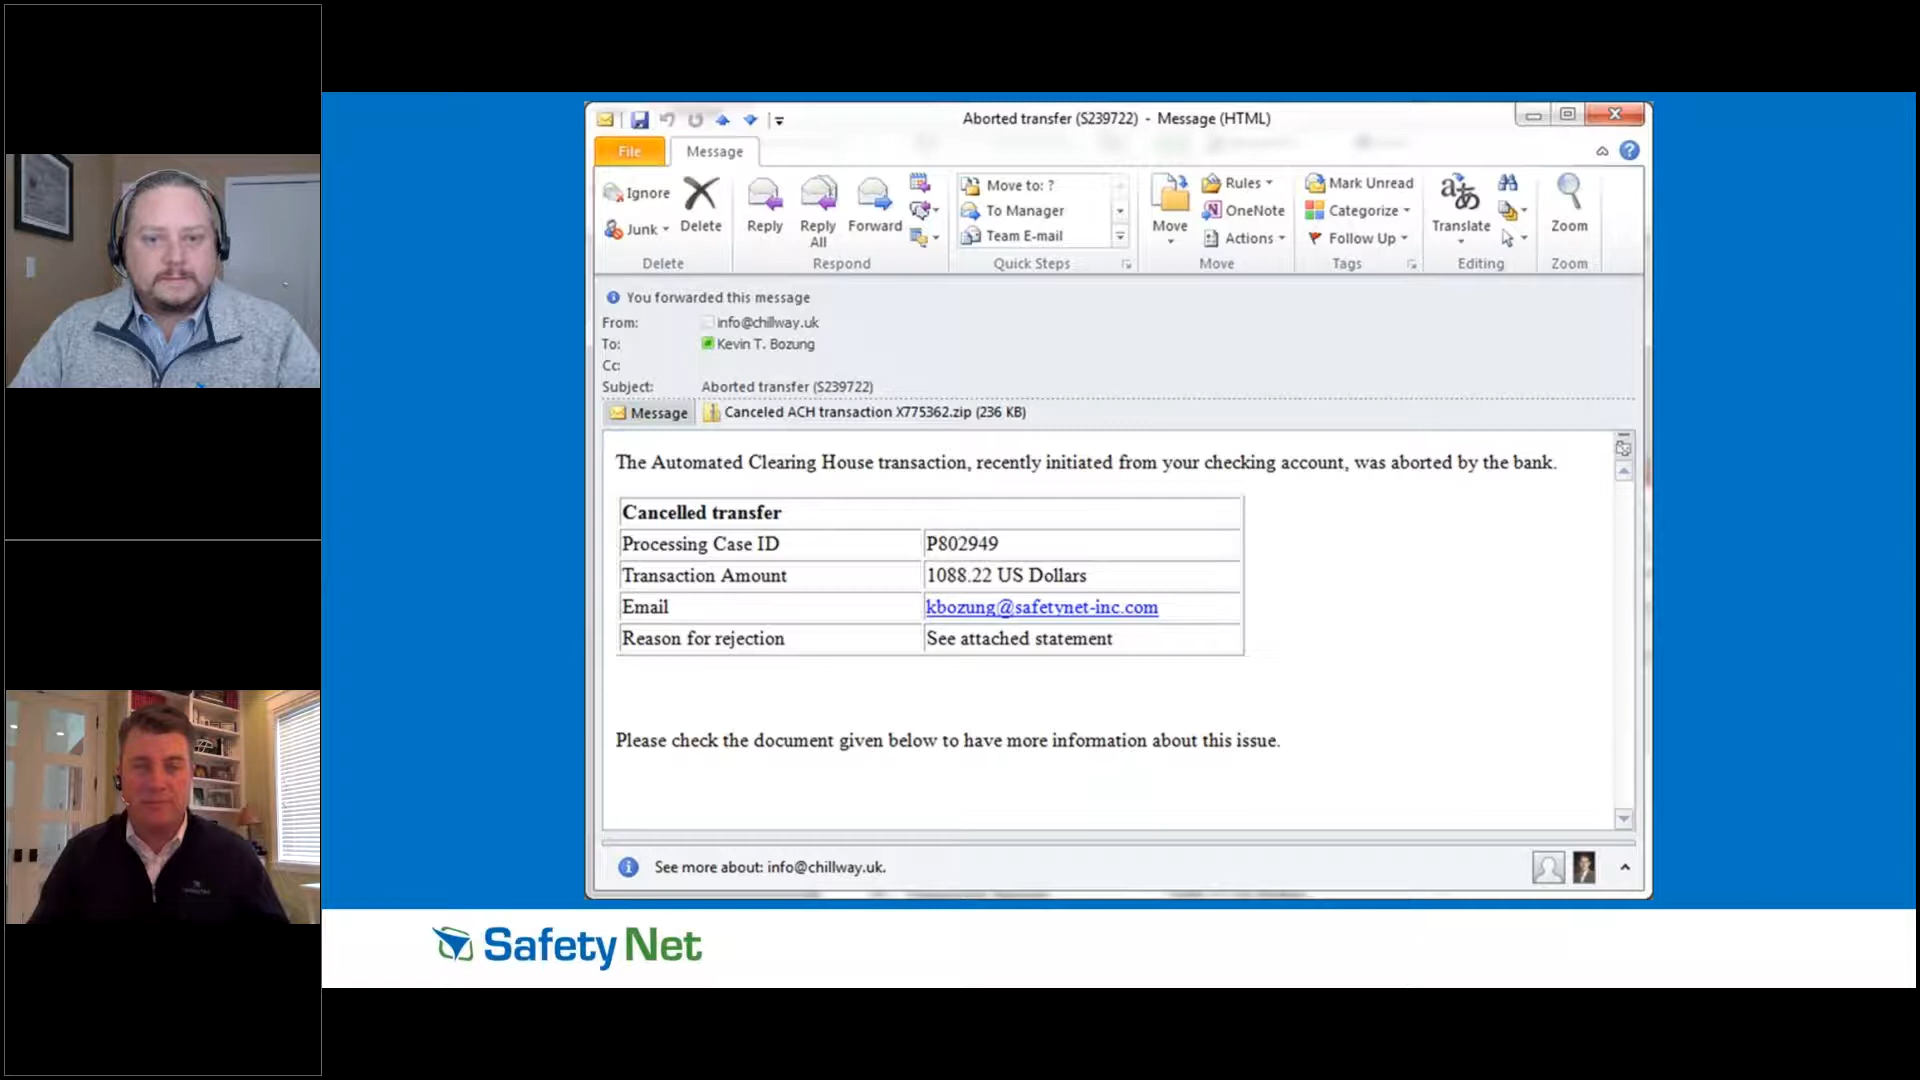 Aborted transfer (S239722) - Message (HTML)
File
Message
Ignore
Junk
Delete
Delete
Reply
Reply All
Forward
Respond
Move to: ?
To Manager
Team E-mail
Quick Steps
Move
Rules
OneNote
Actions
Move
Mark Unread
Categorize
Follow Up
Tags
Translate
Editing
Zoom
Zoom
You forwarded this message
From: info@chillway.uk
To: Kevin T. Bozung
Cc:
Subject: Aborted transfer (S239722)
Message Canceled ACH transaction X775362.zip (236 KB)
The Automated Clearing House transaction, recently initiated from your checking account, was aborted by the bank.
Cancelled transfer
Processing Case ID P802949
Transaction Amount 1088.22 US Dollars
Email kbozung@safetynet-inc.com
Reason for rejection See attached statement
Please check the document given below to have more information about this issue.
See more about: info@chillway.uk.
Safety Net